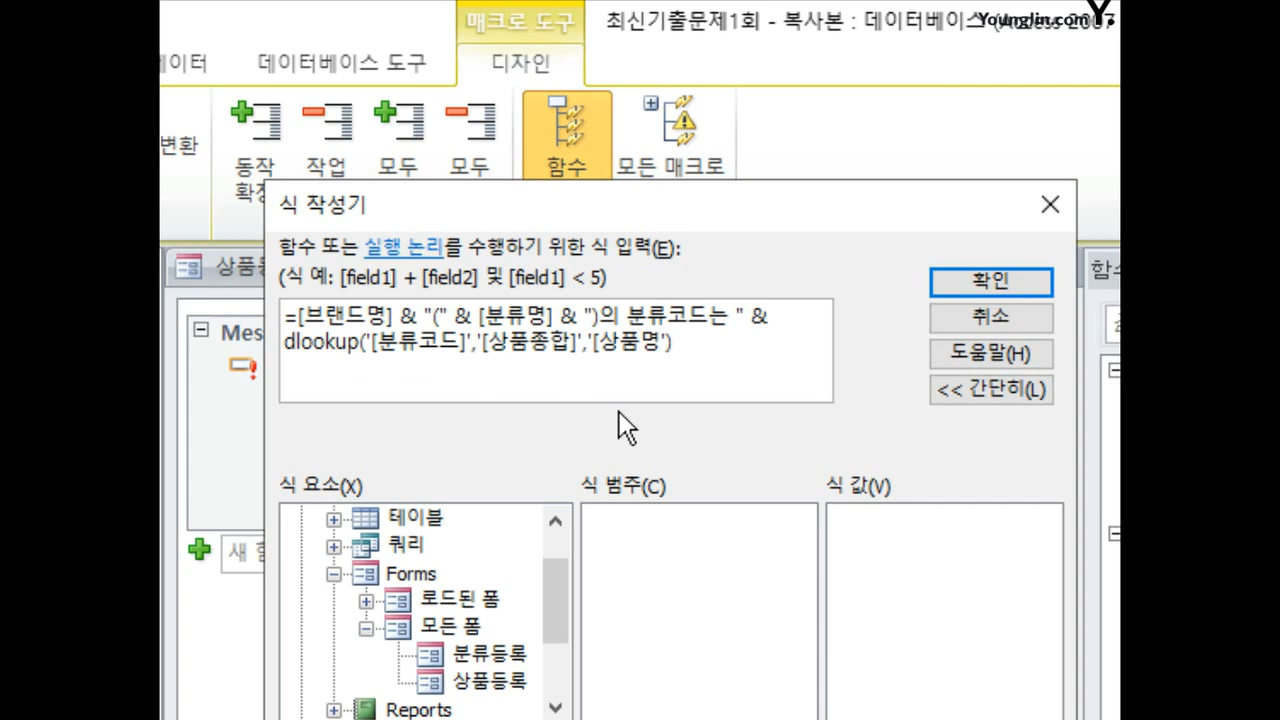 매크로 도구
최신기출문제1회 - 복사본 : 데이터베이스 (Access 2007
Younglin.com Y.
이터
데이터베이스 도구
디자인
변환
동작
작업
모두
모두
함수
모든 매크로
식 작성기
함수 또는 실행 논리를 수행하기 위한 식 입력(E):
(식 예: [field1] + [field2] 및 [field1] < 5)
=[브랜드명] & "(" & [분류명] & ")의 분류코드는 " &
dlookup('[분류코드]','[상품종합]','[상품명')
확인
취소
도움말(H)
<< 간단히(L)
상품
Mes
새
함
식 요소(X)
식 범주(C)
식 값(V)
테이블
쿼리
Forms
로드된 폼
모든 폼
분류등록
상품등록
Reports